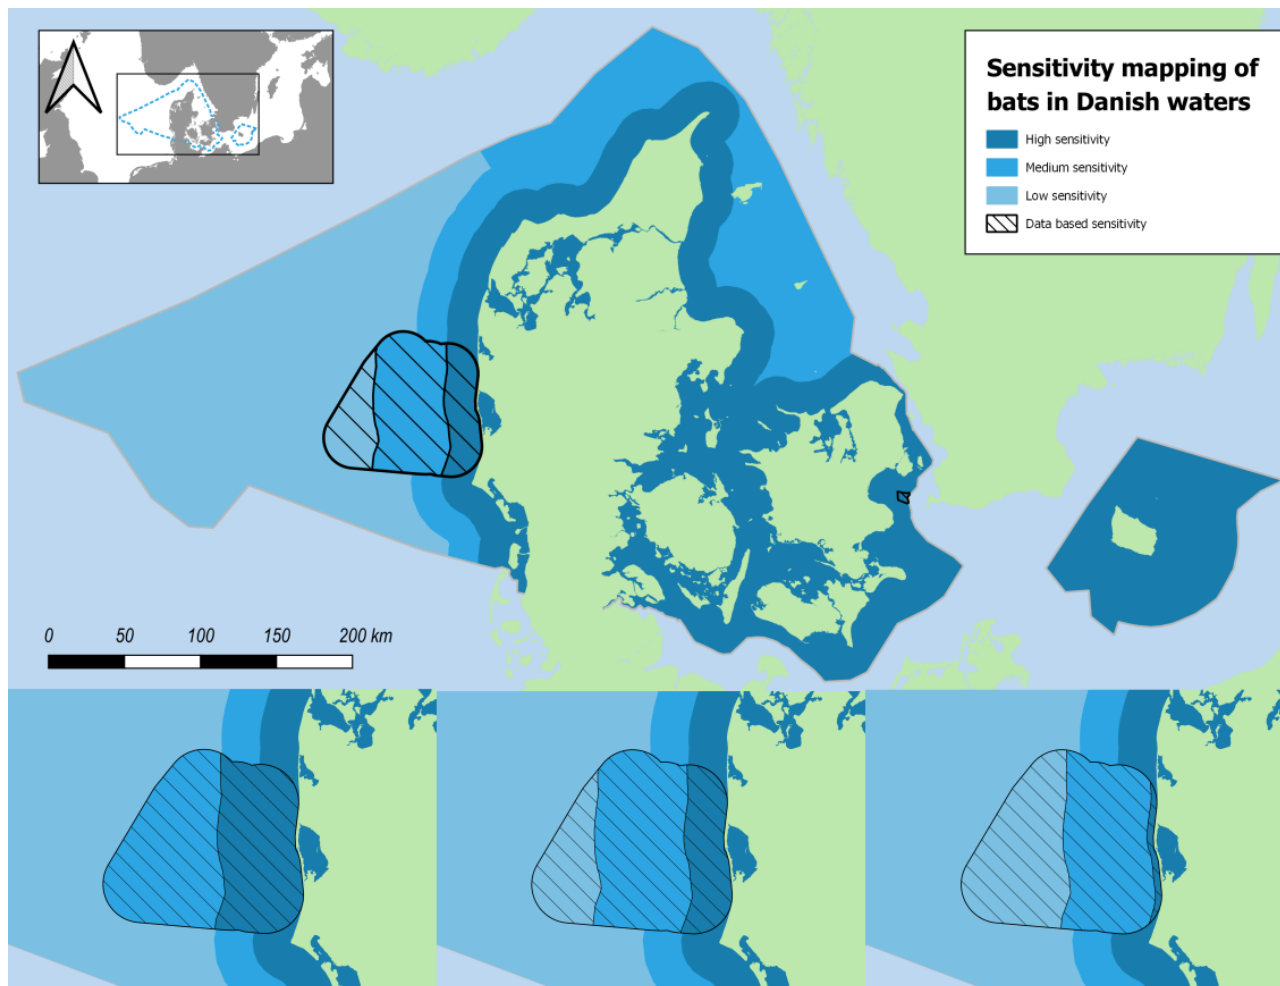 Sensitivity mapping of
bats in Danish waters
High sensitivity
Medium sensitivity
Low sensitivity
Data based sensitivity
0 50 100 150 200 km